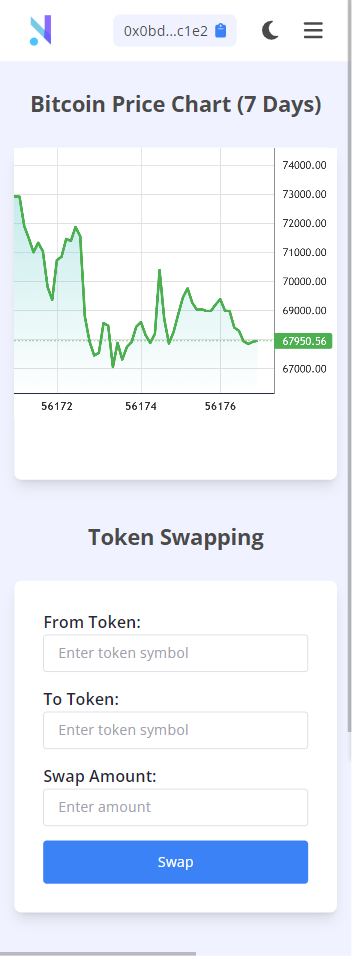 0x0bd...c1e2
Bitcoin Price Chart (7 Days)
74000.00
73000.00
72000.00
71000.00
70000.00
69000.00
67950.56
67000.00
56172 56174 56176
Token Swapping
From Token:
Enter token symbol
To Token:
Enter token symbol
Swap Amount:
Enter amount
Swap